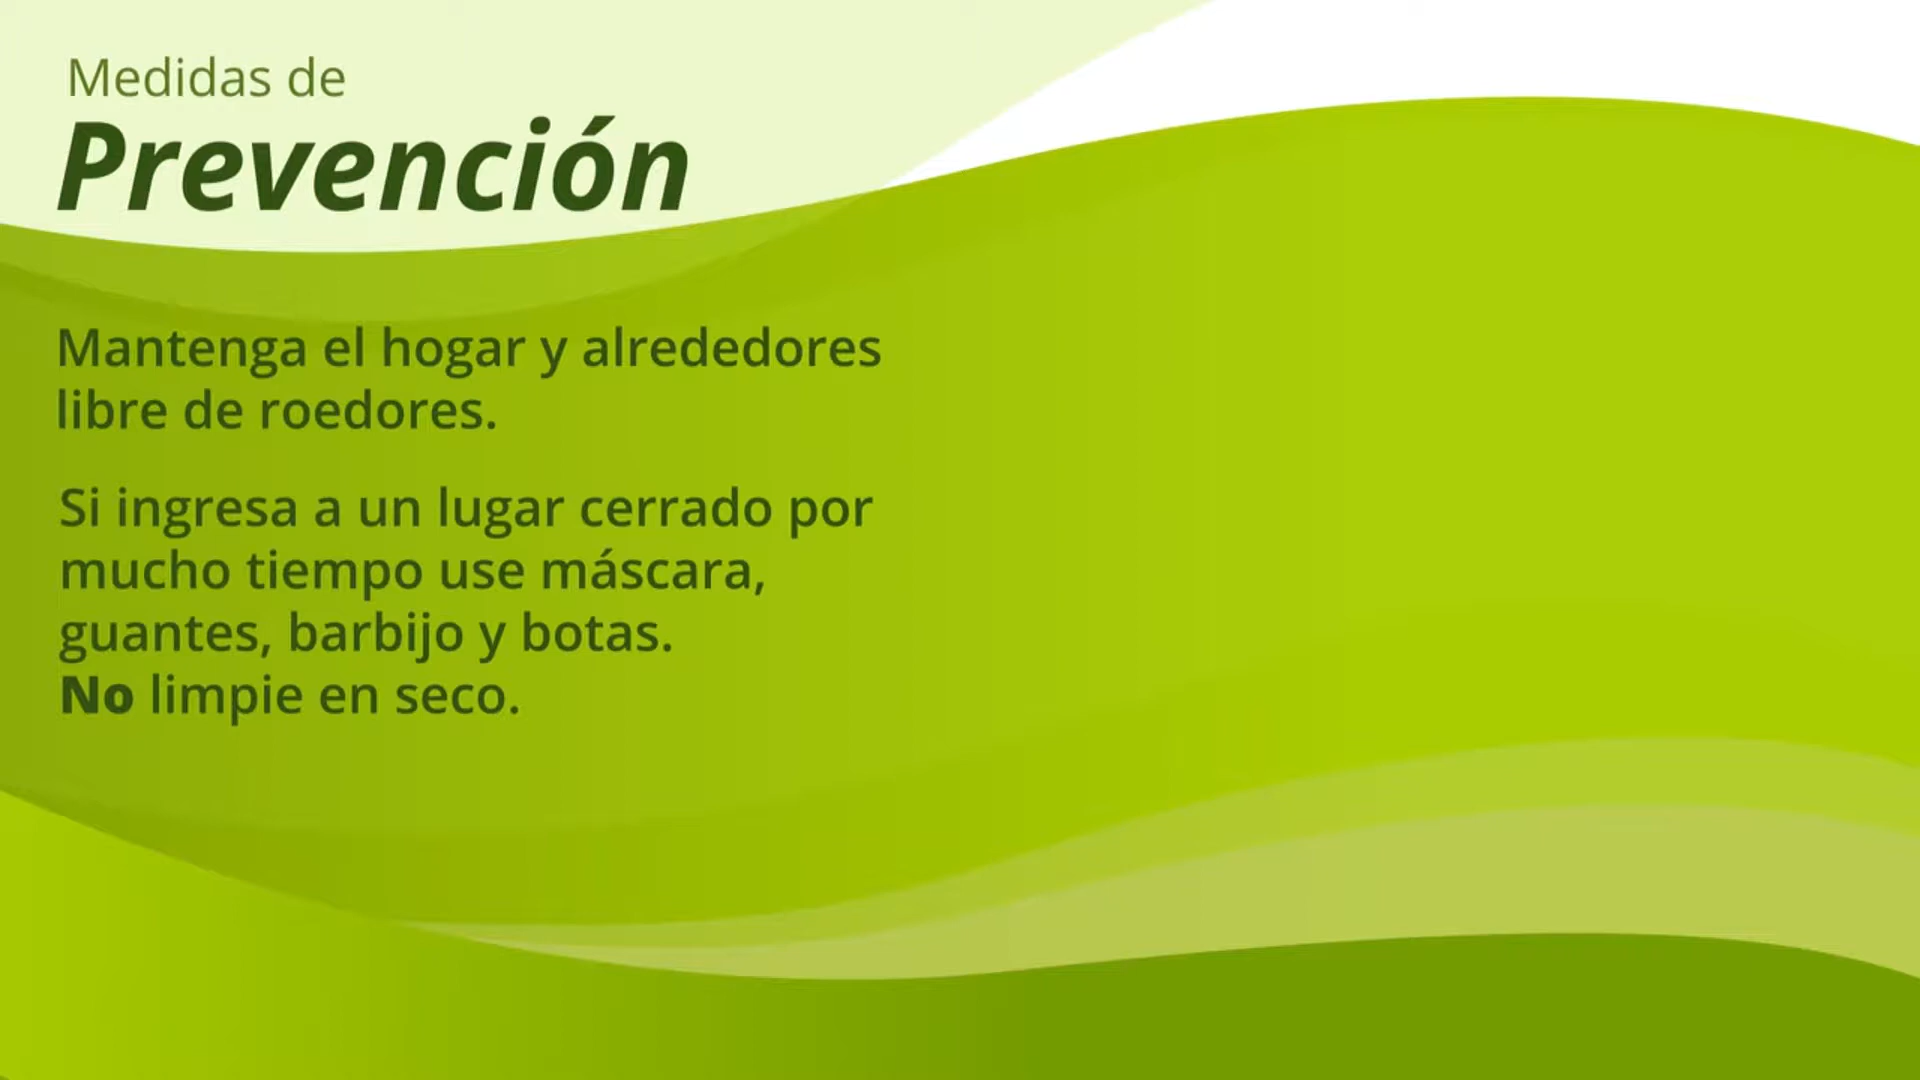 Medidas de
Prevención
Mantenga el hogar y alrededores
libre de roedores.
Si ingresa a un lugar cerrado por
mucho tiempo use máscara,
guantes, barbijo y botas.
No limpie en seco.